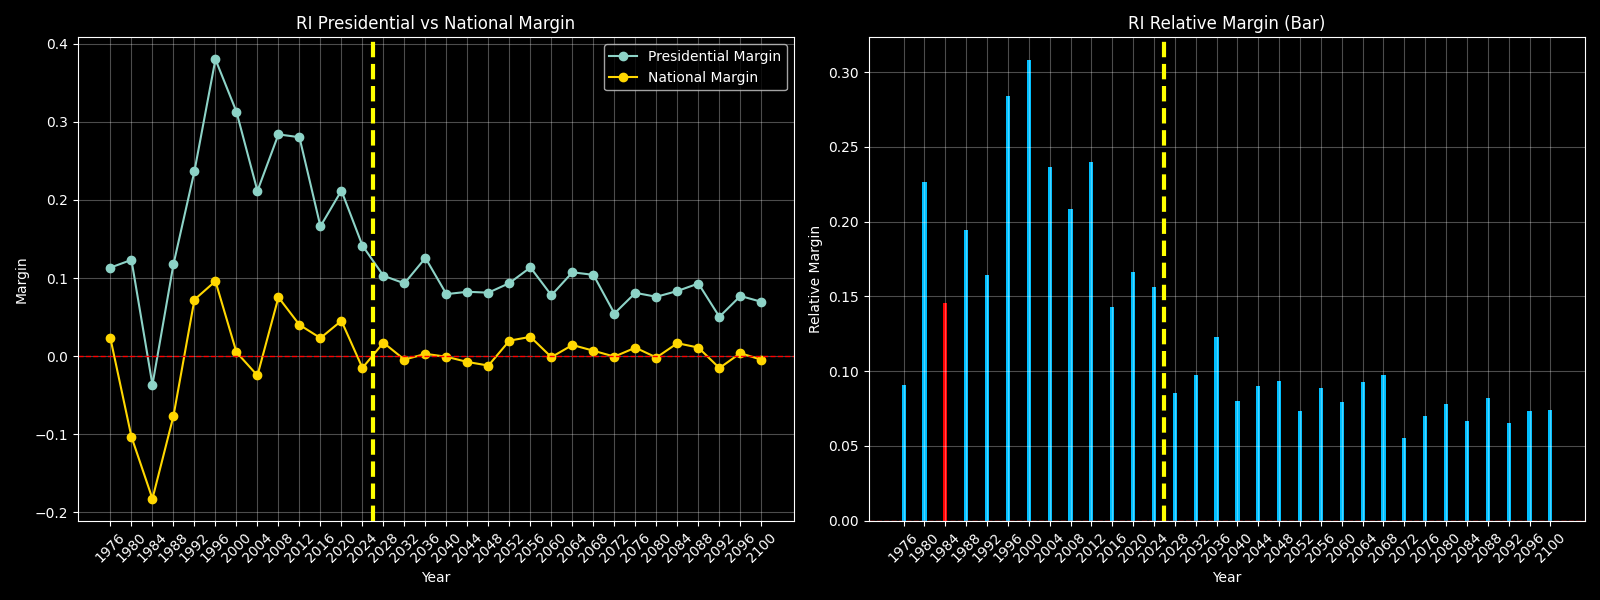 RI Presidential vs National Margin
Presidential Margin
National Margin
0.4
0.3
0.2
0.1
0.0
−0.1
−0.2
Margin
1976 1980 1984 1988 1992 1996 2000 2004 2008 2012 2016 2020 2024 2028 2032 2036 2040 2044 2048 2052 2056 2060 2064 2068 2072 2076 2080 2084 2088 2092 2096 2100
Year
RI Relative Margin (Bar)
0.30
0.25
0.20
0.15
0.10
0.05
0.00
Relative Margin
1976 1980 1984 1988 1992 1996 2000 2004 2008 2012 2016 2020 2024 2028 2032 2036 2040 2044 2048 2052 2056 2060 2064 2068 2072 2076 2080 2084 2088 2092 2096 2100
Year